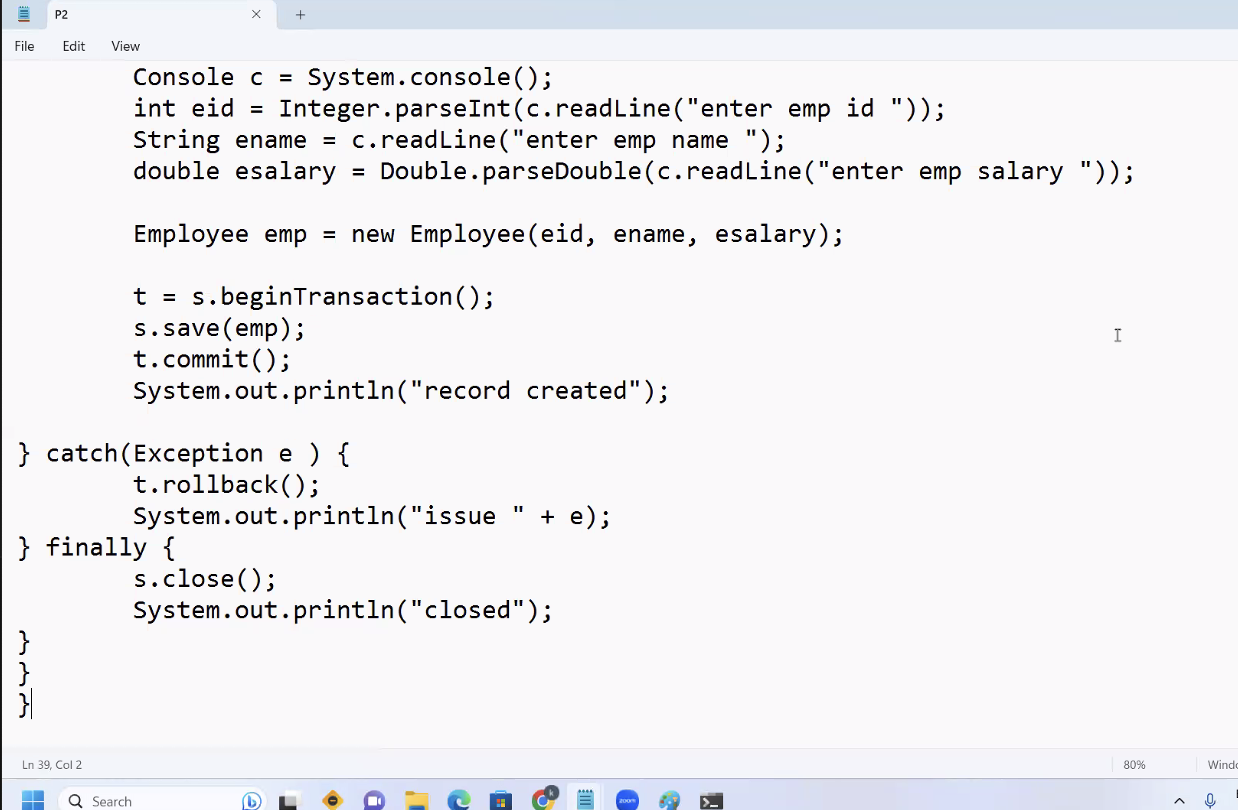 P2
File Edit View
Console c = System.console();
int eid = Integer.parseInt(c.readLine("enter emp id "));
String ename = c.readLine("enter emp name ");
double esalary = Double.parseDouble(c.readLine("enter emp salary "));
Employee emp = new Employee(eid, ename, esalary);
t = s.beginTransaction();
s.save(emp);
t.commit();
System.out.println("record created");
} catch(Exception e ) {
t.rollback();
System.out.println("issue " + e);
} finally {
s.close();
System.out.println("closed");
}
}
}
Ln 39, Col 2 80% Windo
Search zoom k